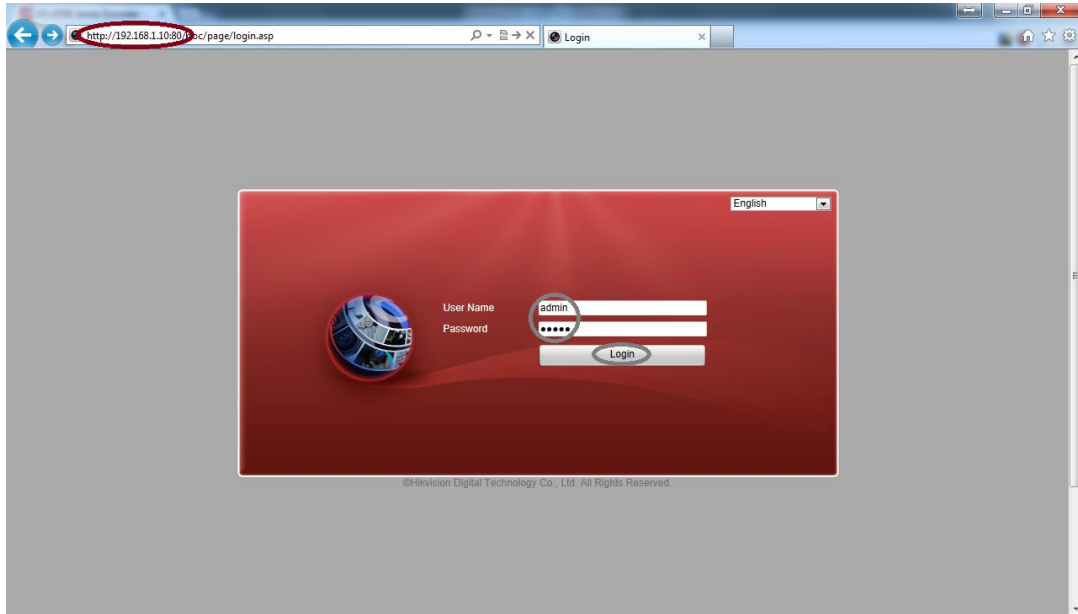 http://192.168.1.10:80/doc/page/login.asp
Login
English
User Name
admin
Password
Login
©Hikvision Digital Technology Co., Ltd. All Rights Reserved.